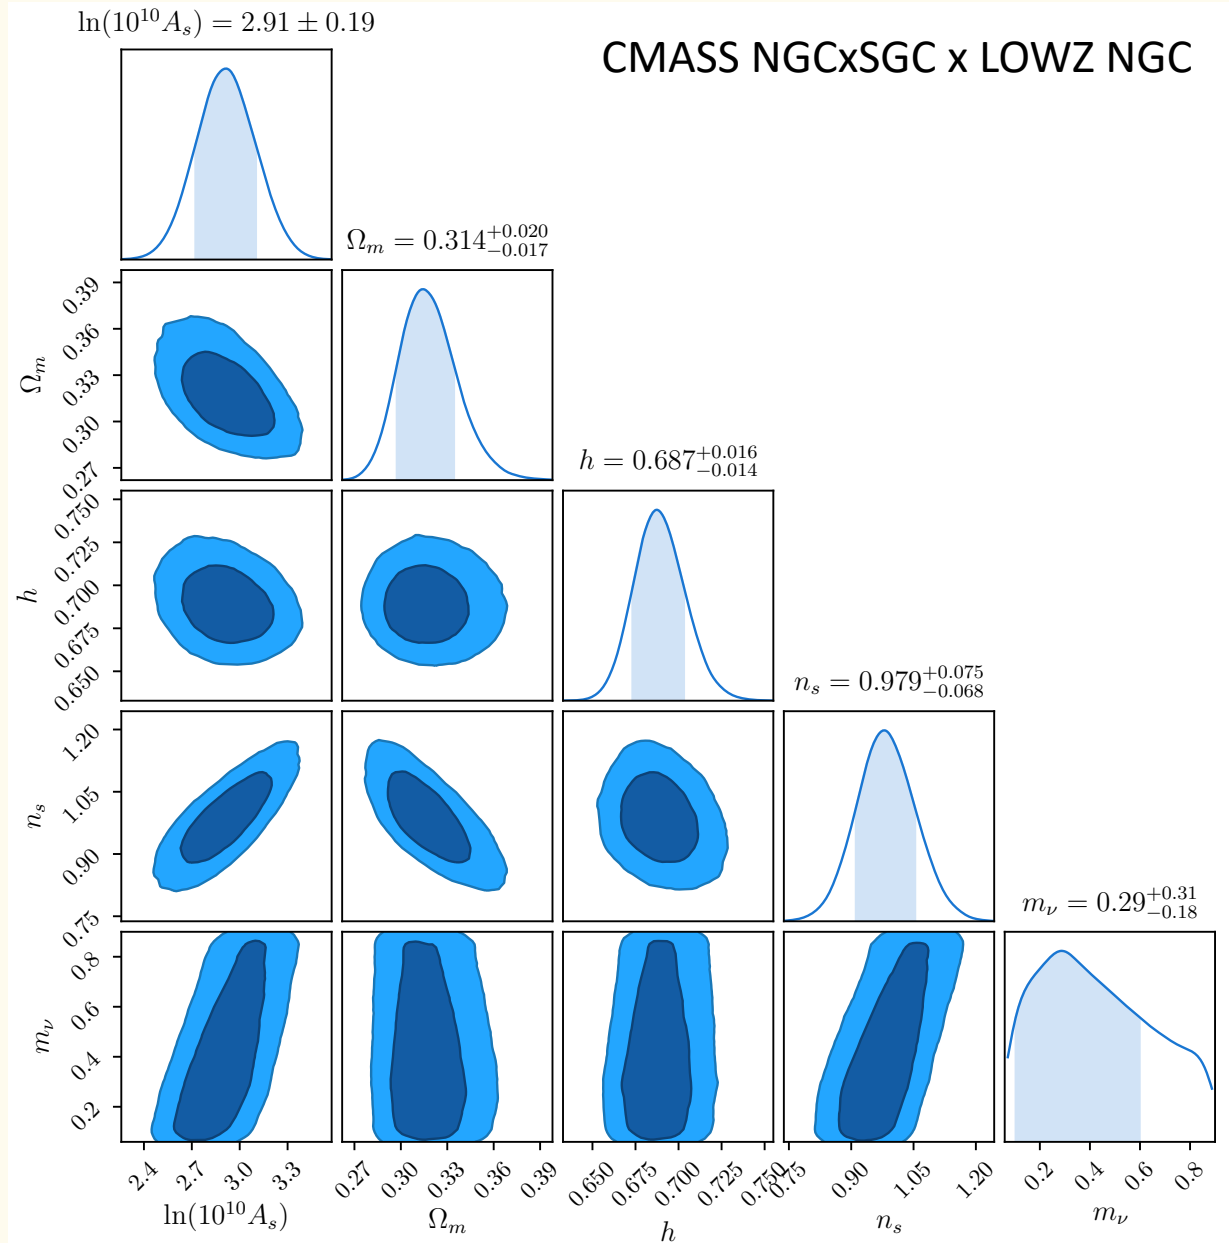 ln(10^{10}A_s) = 2.91 ± 0.19
CMASS NGCxSGC x LOWZ NGC
Ω_m = 0.314^{+0.020}_{-0.017}
0.39
0.36
0.33
0.30
0.27
Ω_m
h = 0.687^{+0.016}_{-0.014}
0.750
0.725
0.700
0.675
0.650
h
n_s = 0.979^{+0.075}_{-0.068}
1.20
1.05
0.90
0.75
n_s
m_ν = 0.29^{+0.31}_{-0.18}
0.8
0.6
0.4
0.2
m_ν
2.4 2.7 3.0 3.3 0.27 0.30 0.33 0.36 0.39 0.650 0.675 0.700 0.725 0.750 0.75 0.90 1.05 1.20 0.2 0.4 0.6 0.8
ln(10^{10}A_s) Ω_m h n_s m_ν